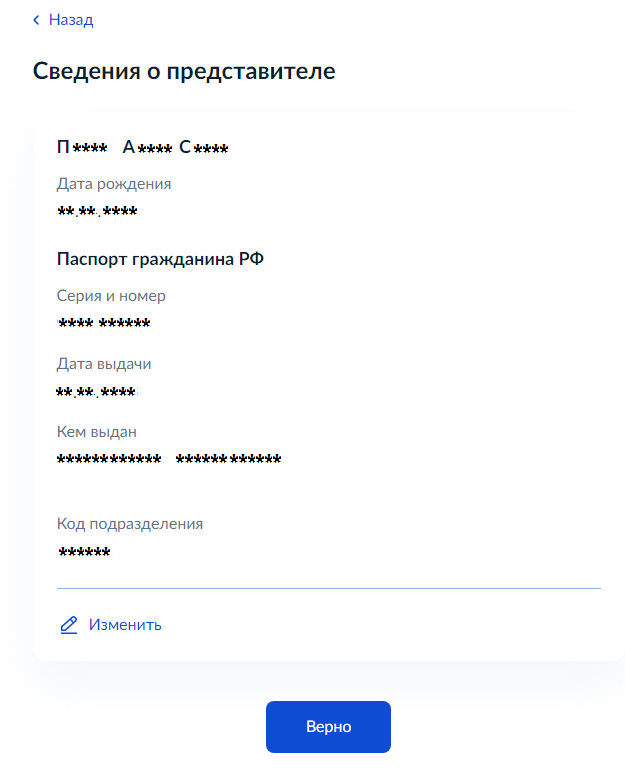 Назад
Сведения о представителе
П**** А**** С****
Дата рождения
**.**.****
Паспорт гражданина РФ
Серия и номер
**** ******
Дата выдачи
**.**.****
Кем выдан
************ ************
Код подразделения
******
Изменить
Верно